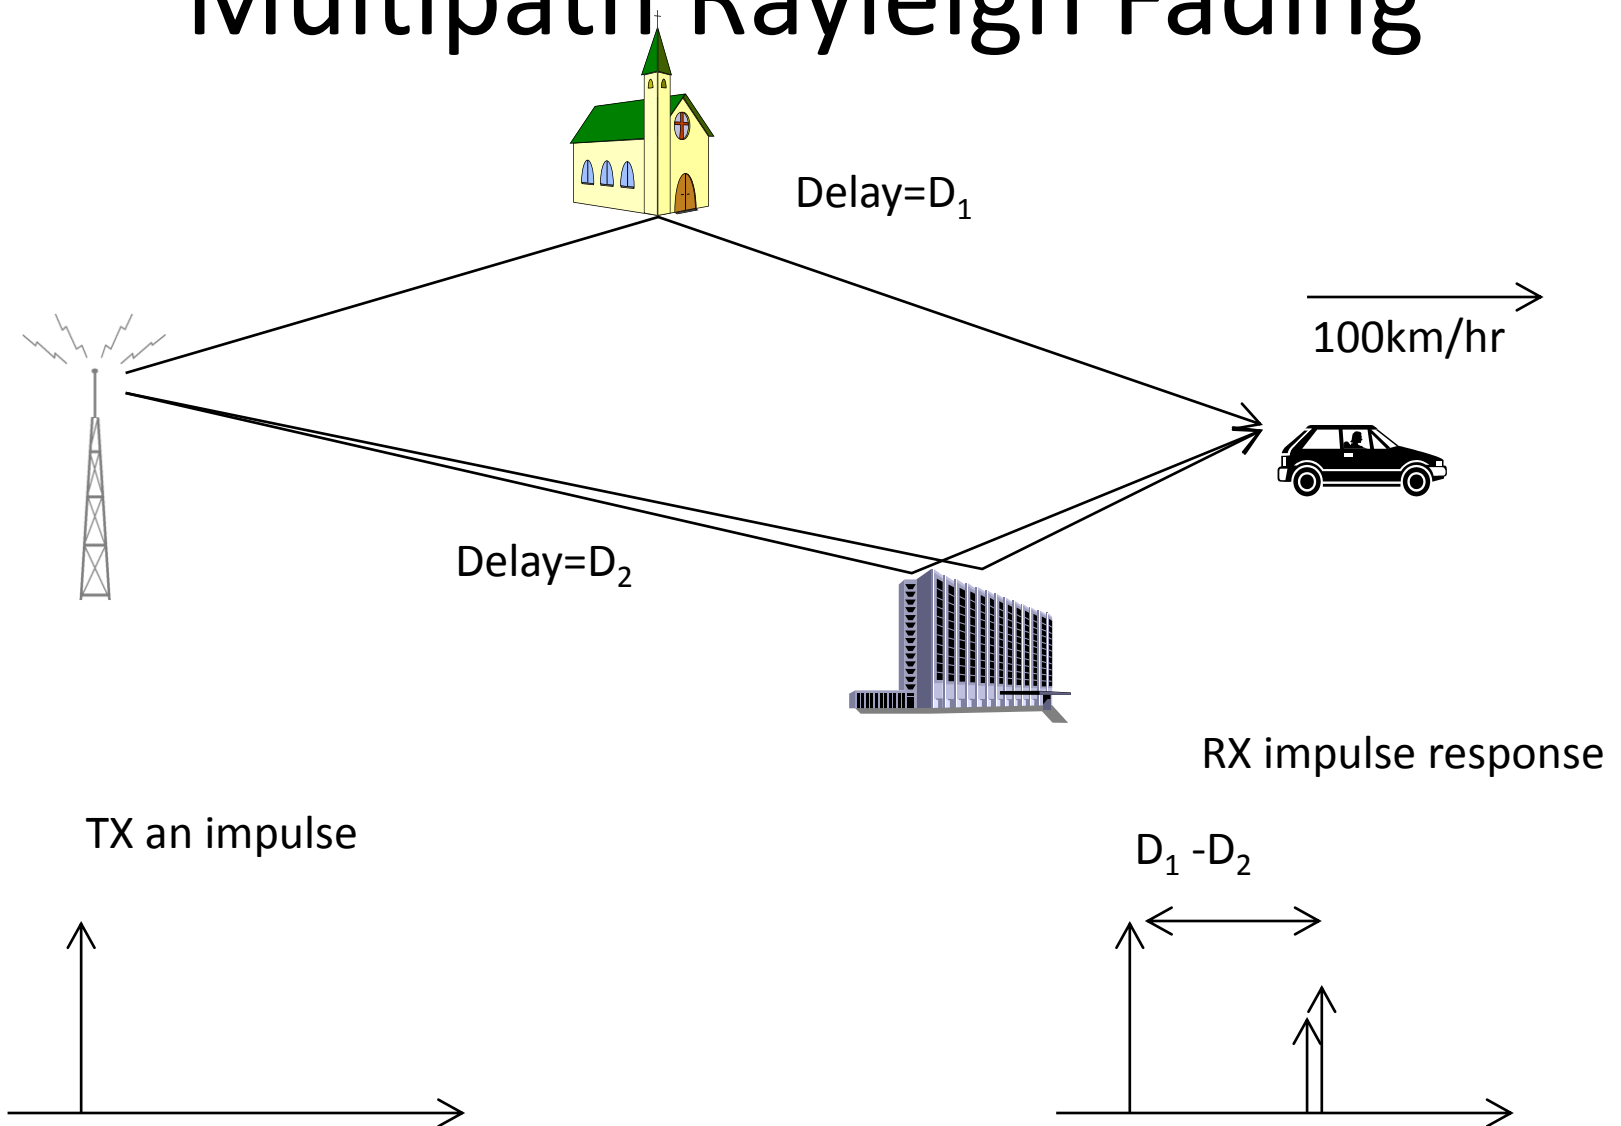 Multipath Rayleigh Fading
Delay=D₁
100km/hr
Delay=D₂
RX impulse response
TX an impulse
D₁ -D₂